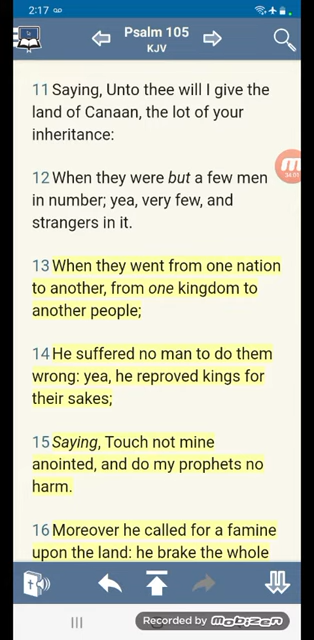 2:17
Psalm 105
KJV
11 Saying, Unto thee will I give the
land of Canaan, the lot of your
inheritance:
12 When they were but a few men
in number; yea, very few, and
strangers in it.
13 When they went from one nation
to another, from one kingdom to
another people;
14 He suffered no man to do them
wrong: yea, he reproved kings for
their sakes;
15 Saying, Touch not mine
anointed, and do my prophets no
harm.
16 Moreover he called for a famine
upon the land: he brake the whole
Recorded by mobizen